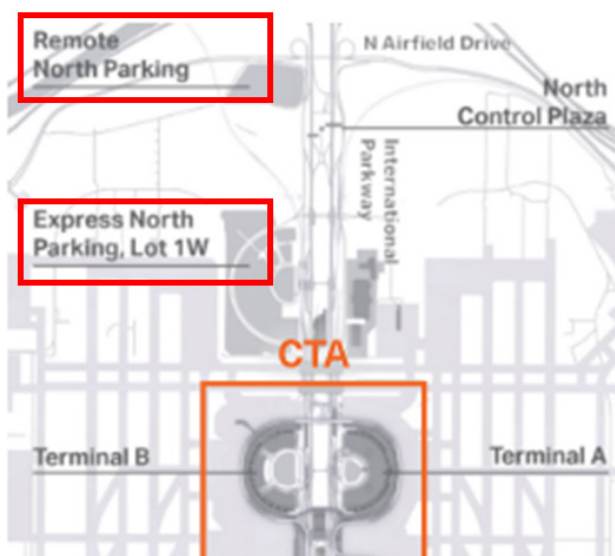 Remote
North Parking
N Airfield Drive
North
Control Plaza
International
Parkway
Express North
Parking, Lot 1W
CTA
Terminal B
Terminal A